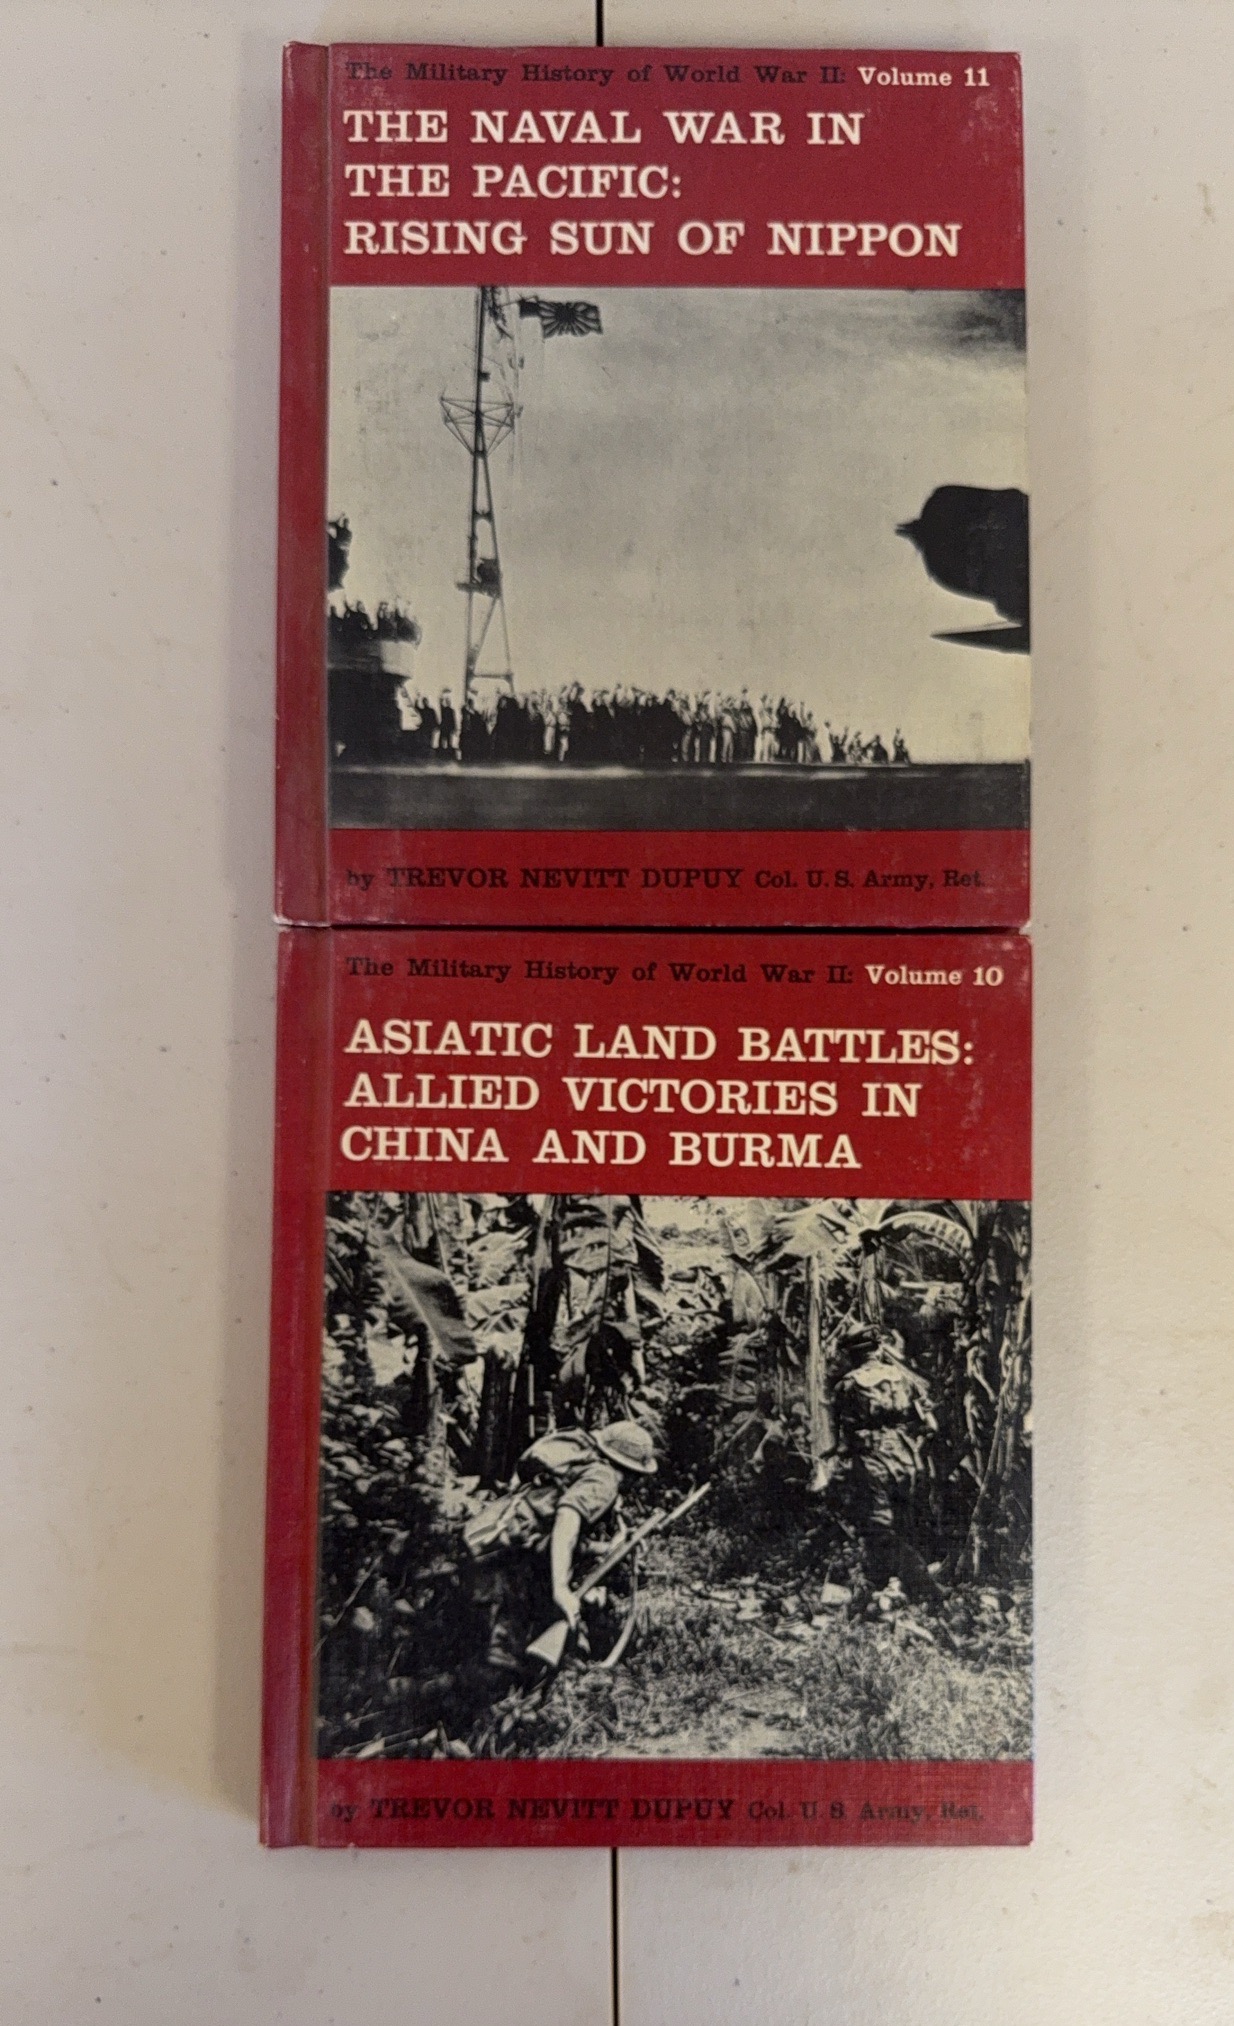 The Military History of World War II: Volume 11
THE NAVAL WAR IN
THE PACIFIC:
RISING SUN OF NIPPON
by TREVOR NEVITT DUPUY Col. U. S. Army, Ret.
The Military History of World War II: Volume 10
ASIATIC LAND BATTLES:
ALLIED VICTORIES IN
CHINA AND BURMA
by TREVOR NEVITT DUPUY Col. U. S. Army, Ret.